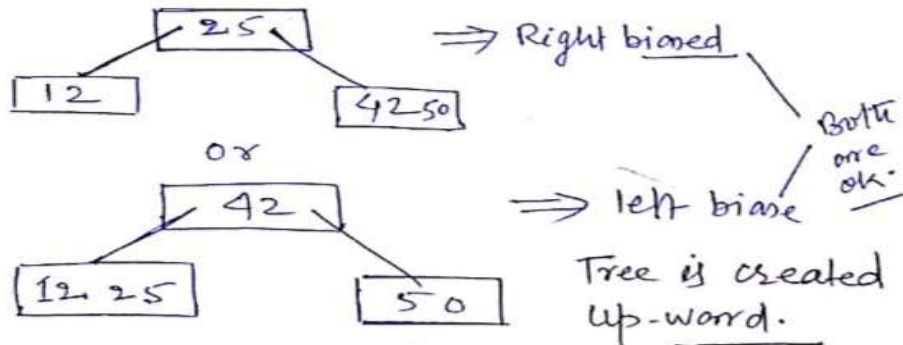 25
⇒ Right biased
12
42 50
Both
are
ok.
or
42
⇒ left biase
12 25
50
Tree is created
up-word.